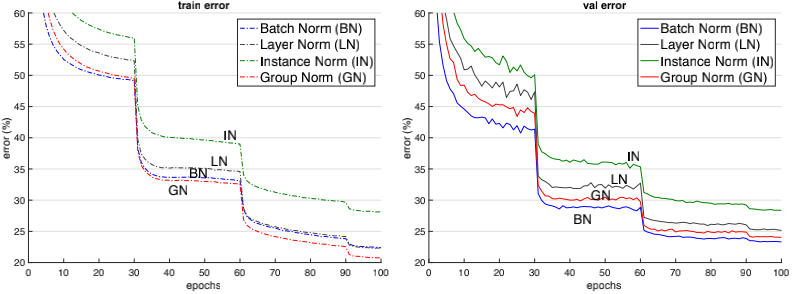 train error
60
55
50
45
40
35
30
25
20
error (%)
0 10 20 30 40 50 60 70 80 90 100
epochs
Batch Norm (BN)
Layer Norm (LN)
Instance Norm (IN)
Group Norm (GN)
IN
LN
BN
GN
val error
60
55
50
45
40
35
30
25
20
error (%)
0 10 20 30 40 50 60 70 80 90 100
epochs
Batch Norm (BN)
Layer Norm (LN)
Instance Norm (IN)
Group Norm (GN)
IN
LN
GN
BN